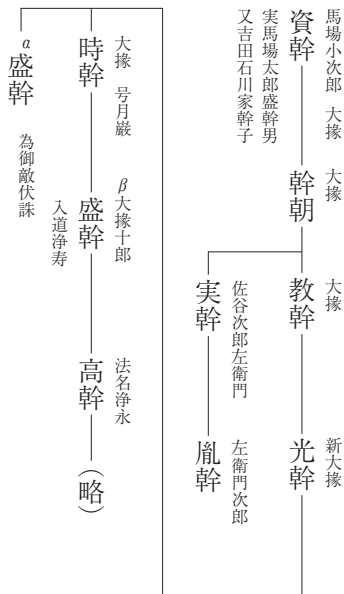 馬場小次郎　大掾
資幹
実馬場太郎盛幹男
又吉田石川家幹子
大掾
幹朝
大掾
教幹
新大掾
光幹
佐谷次郎左衛門
実幹
左衛門次郎
胤幹
大掾　号月巌
時幹
β大掾十郎
盛幹
入道浄寿
法名浄永
高幹
（略）
α
盛幹
為御敵伏誅